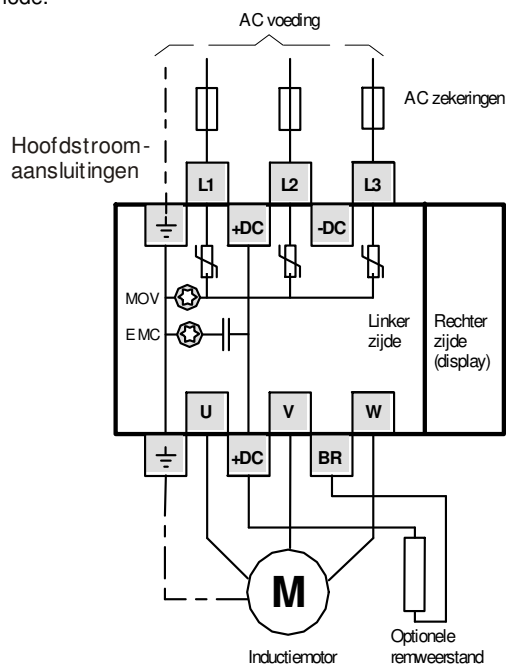 AC voeding
AC zekeringen
Hoofdstroom-
aansluitingen
L1
L2
L3
+DC
-DC
MOV
EMC
Linker
zijde
Rechter
zijde
(display)
U
V
W
+DC
BR
M
Inductiemotor
Optionele
remweerstand